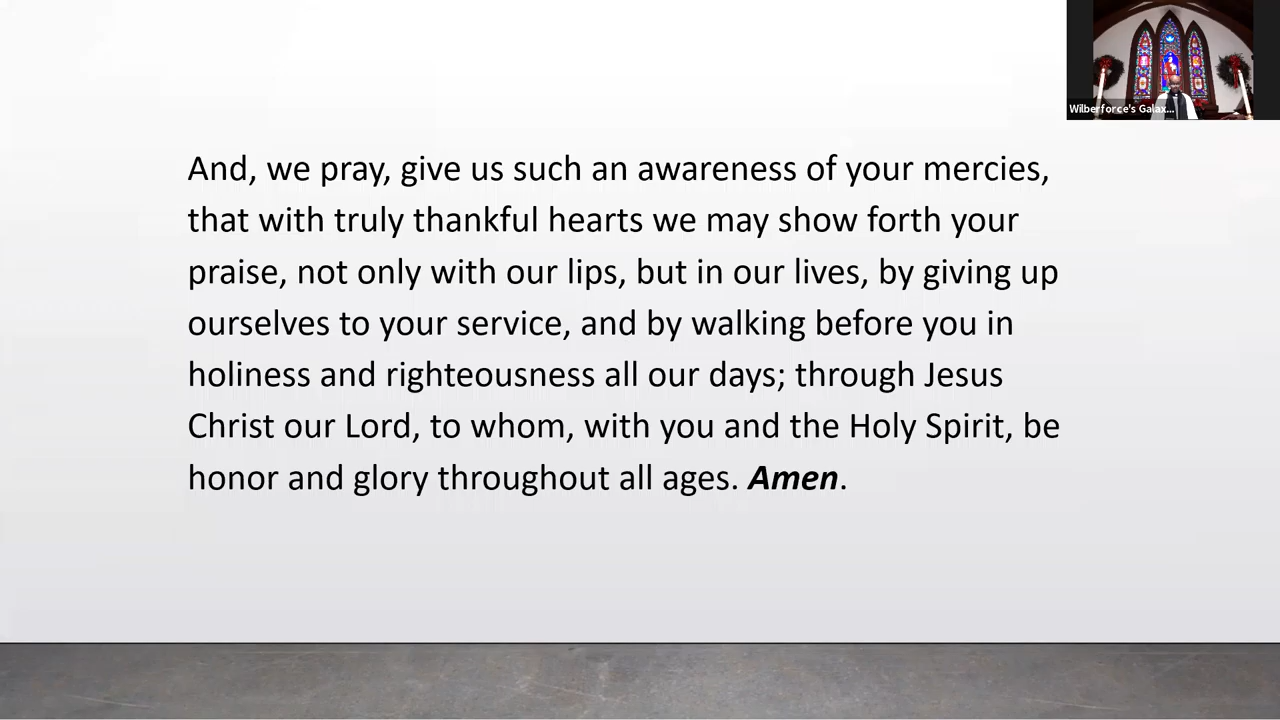 Wilberforce's Galax...
And, we pray, give us such an awareness of your mercies,
that with truly thankful hearts we may show forth your
praise, not only with our lips, but in our lives, by giving up
ourselves to your service, and by walking before you in
holiness and righteousness all our days; through Jesus
Christ our Lord, to whom, with you and the Holy Spirit, be
honor and glory throughout all ages. Amen.